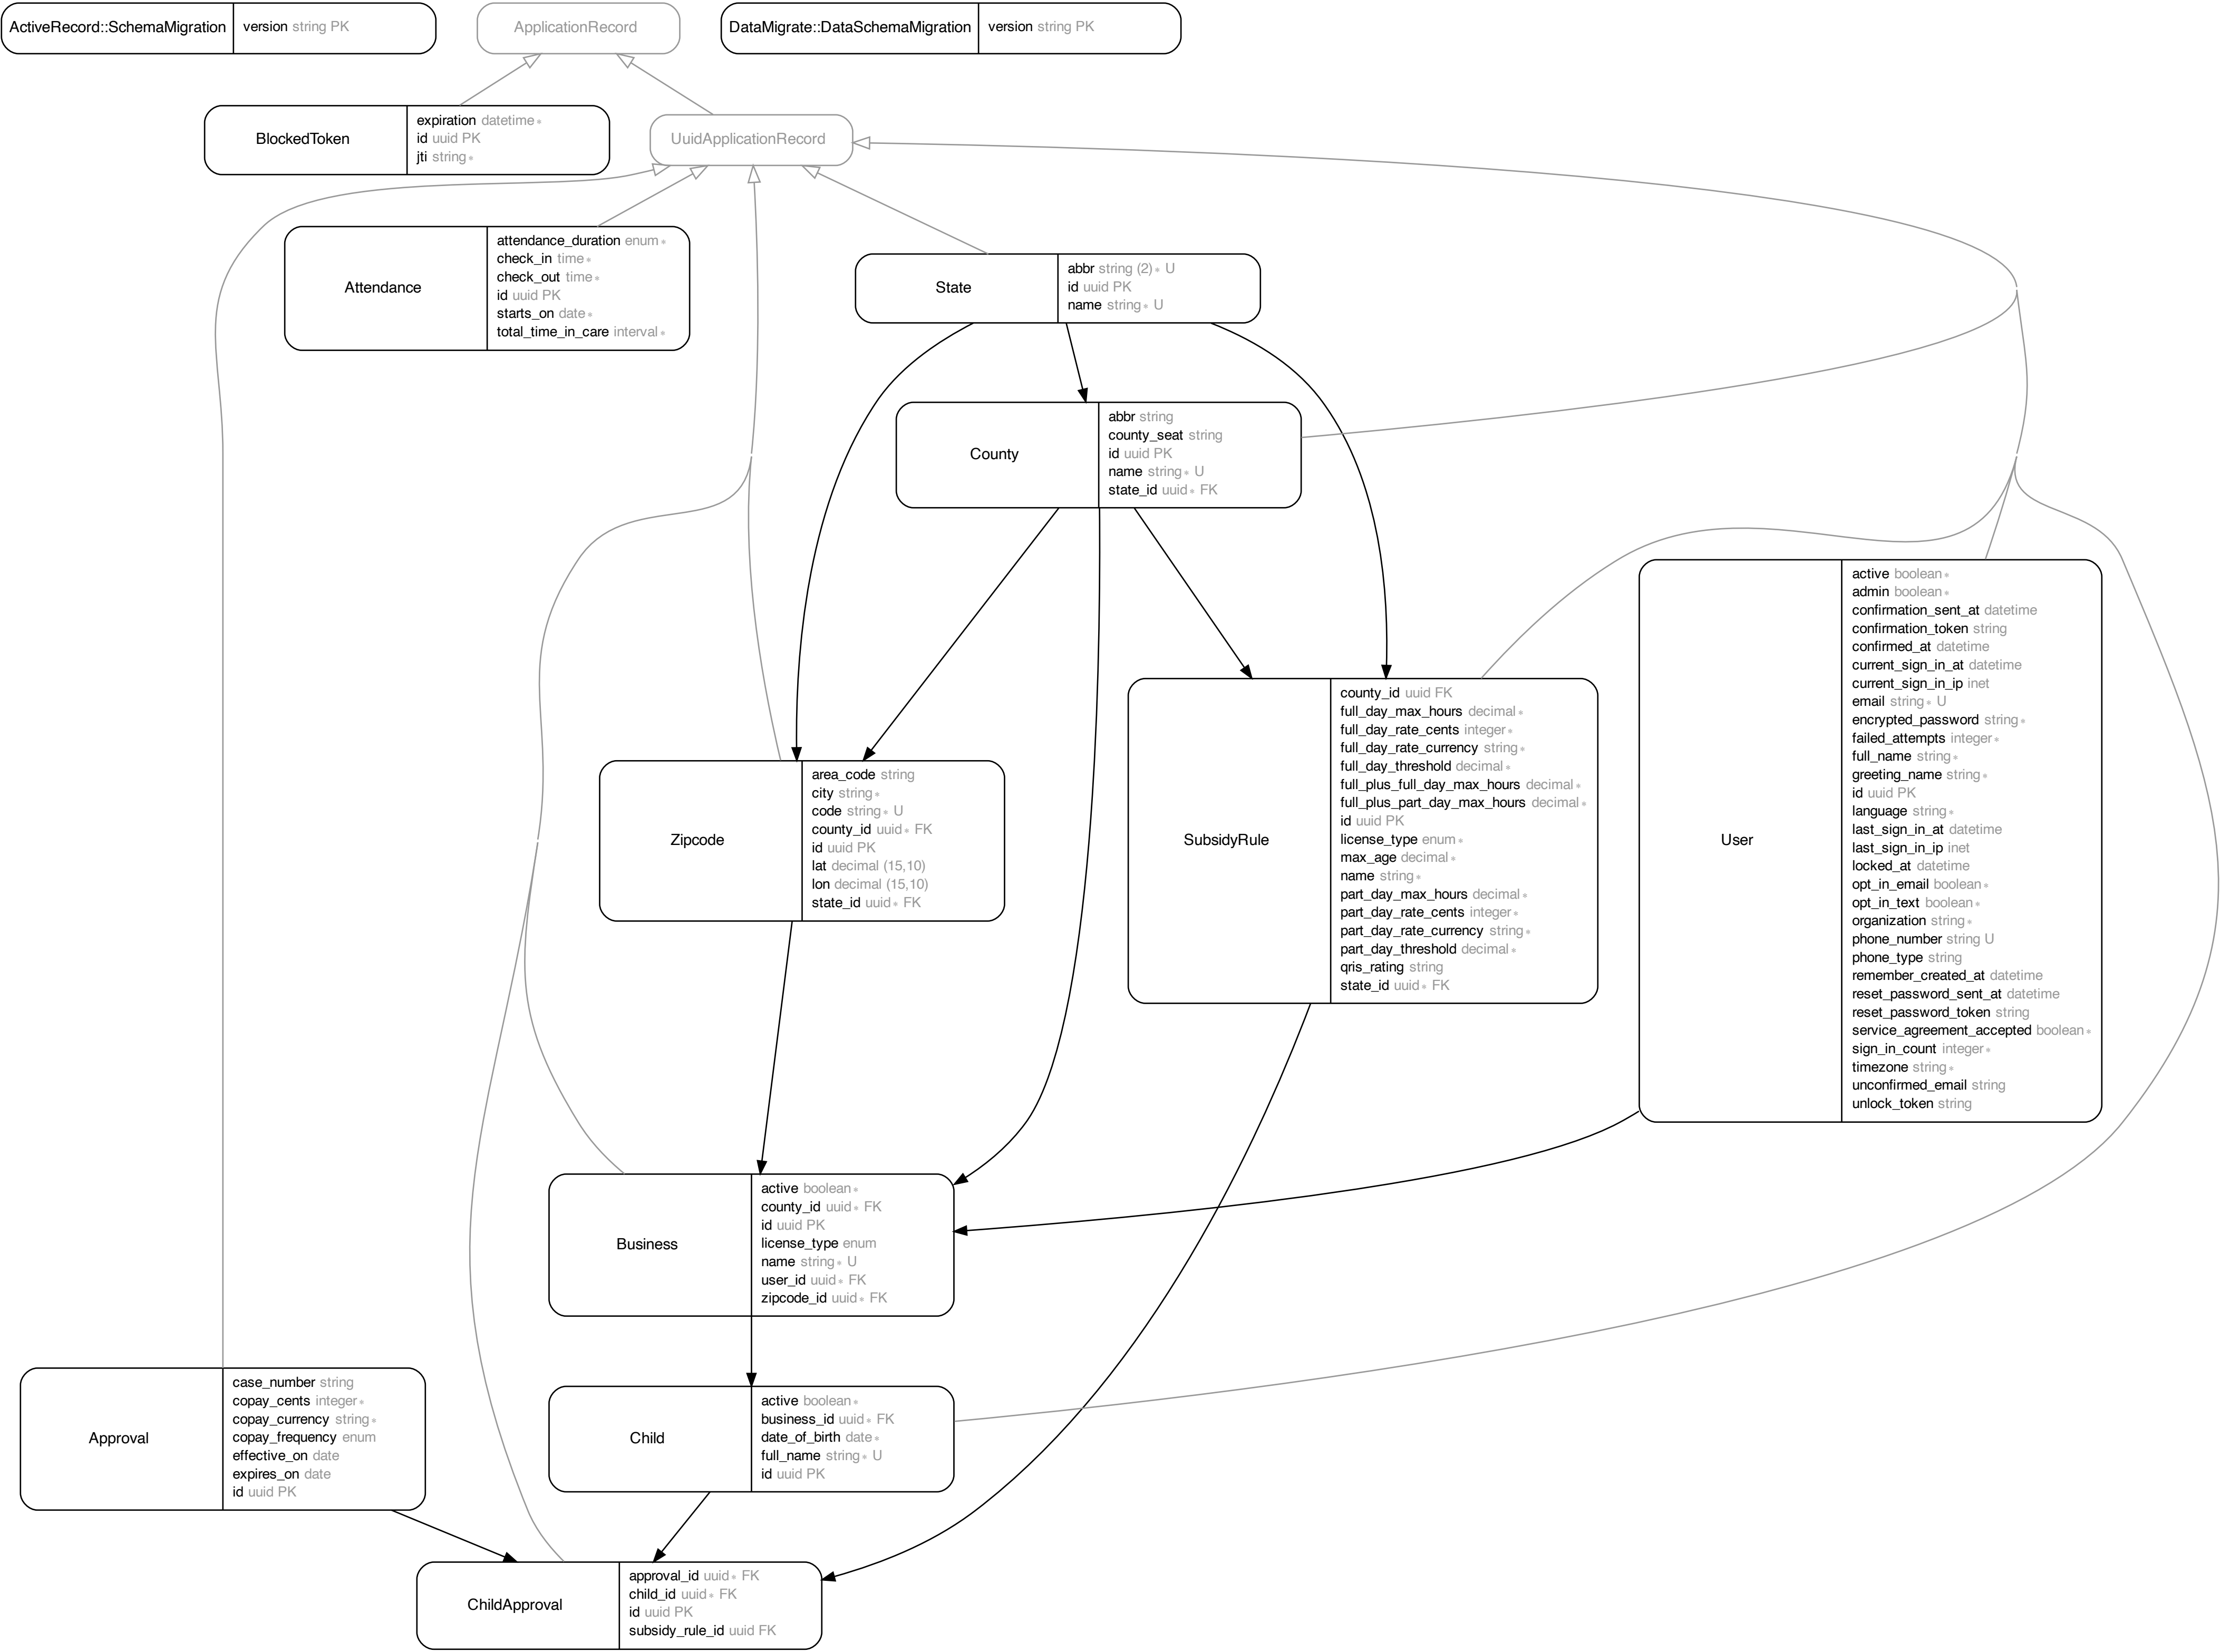 ActiveRecord::SchemaMigration
version string PK
ApplicationRecord
DataMigrate::DataSchemaMigration
version string PK
BlockedToken
expiration datetime *
id uuid PK
jti string *
UuidApplicationRecord
Attendance
attendance_duration enum *
check_in time *
check_out time *
id uuid PK
starts_on date *
total_time_in_care interval *
State
abbr string (2) * U
id uuid PK
name string * U
County
abbr string
county_seat string
id uuid PK
name string * U
state_id uuid * FK
Zipcode
area_code string
city string *
code string * U
county_id uuid * FK
id uuid PK
lat decimal (15,10)
lon decimal (15,10)
state_id uuid * FK
SubsidyRule
county_id uuid FK
full_day_max_hours decimal *
full_day_rate_cents integer *
full_day_rate_currency string *
full_day_threshold decimal *
full_plus_full_day_max_hours decimal *
full_plus_part_day_max_hours decimal *
id uuid PK
license_type enum *
max_age decimal *
name string *
part_day_max_hours decimal *
part_day_rate_cents integer *
part_day_rate_currency string *
part_day_threshold decimal *
qris_rating string
state_id uuid * FK
User
active boolean *
admin boolean *
confirmation_sent_at datetime
confirmation_token string
confirmed_at datetime
current_sign_in_at datetime
current_sign_in_ip inet
email string * U
encrypted_password string *
failed_attempts integer *
full_name string *
greeting_name string *
id uuid PK
language string *
last_sign_in_at datetime
last_sign_in_ip inet
locked_at datetime
opt_in_email boolean *
opt_in_text boolean *
organization string *
phone_number string U
phone_type string
remember_created_at datetime
reset_password_sent_at datetime
reset_password_token string
service_agreement_accepted boolean *
sign_in_count integer *
timezone string *
unconfirmed_email string
unlock_token string
Business
active boolean *
county_id uuid * FK
id uuid PK
license_type enum
name string * U
user_id uuid * FK
zipcode_id uuid * FK
Approval
case_number string
copay_cents integer *
copay_currency string *
copay_frequency enum
effective_on date
expires_on date
id uuid PK
Child
active boolean *
business_id uuid * FK
date_of_birth date *
full_name string * U
id uuid PK
ChildApproval
approval_id uuid * FK
child_id uuid * FK
id uuid PK
subsidy_rule_id uuid FK